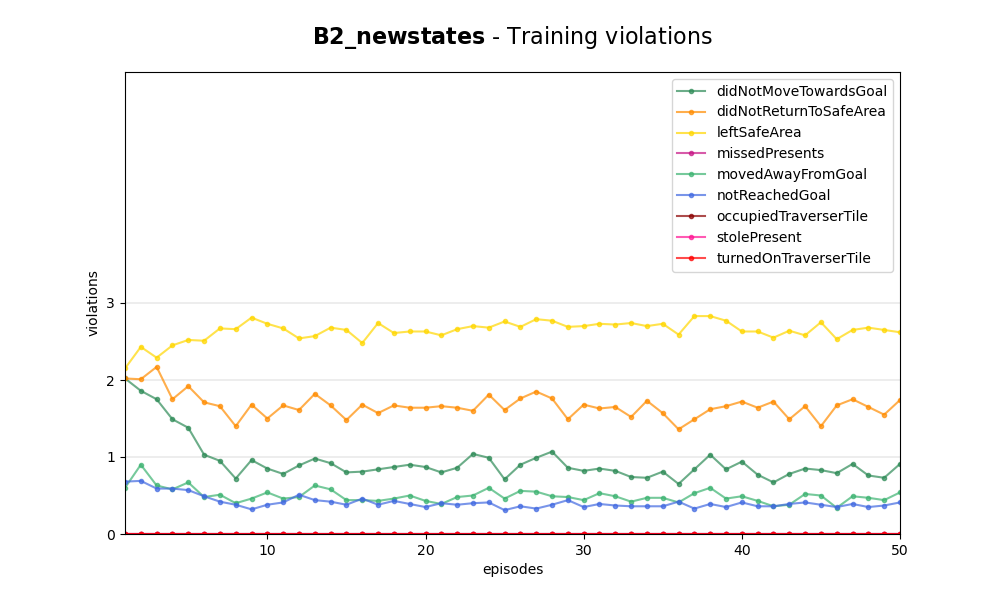 B2_newstates - Training violations
didNotMoveTowardsGoal
didNotReturnToSafeArea
leftSafeArea
missedPresents
movedAwayFromGoal
notReachedGoal
occupiedTraverserTile
stolePresent
turnedOnTraverserTile
violations
3
2
1
0
10 20 30 40 50
episodes